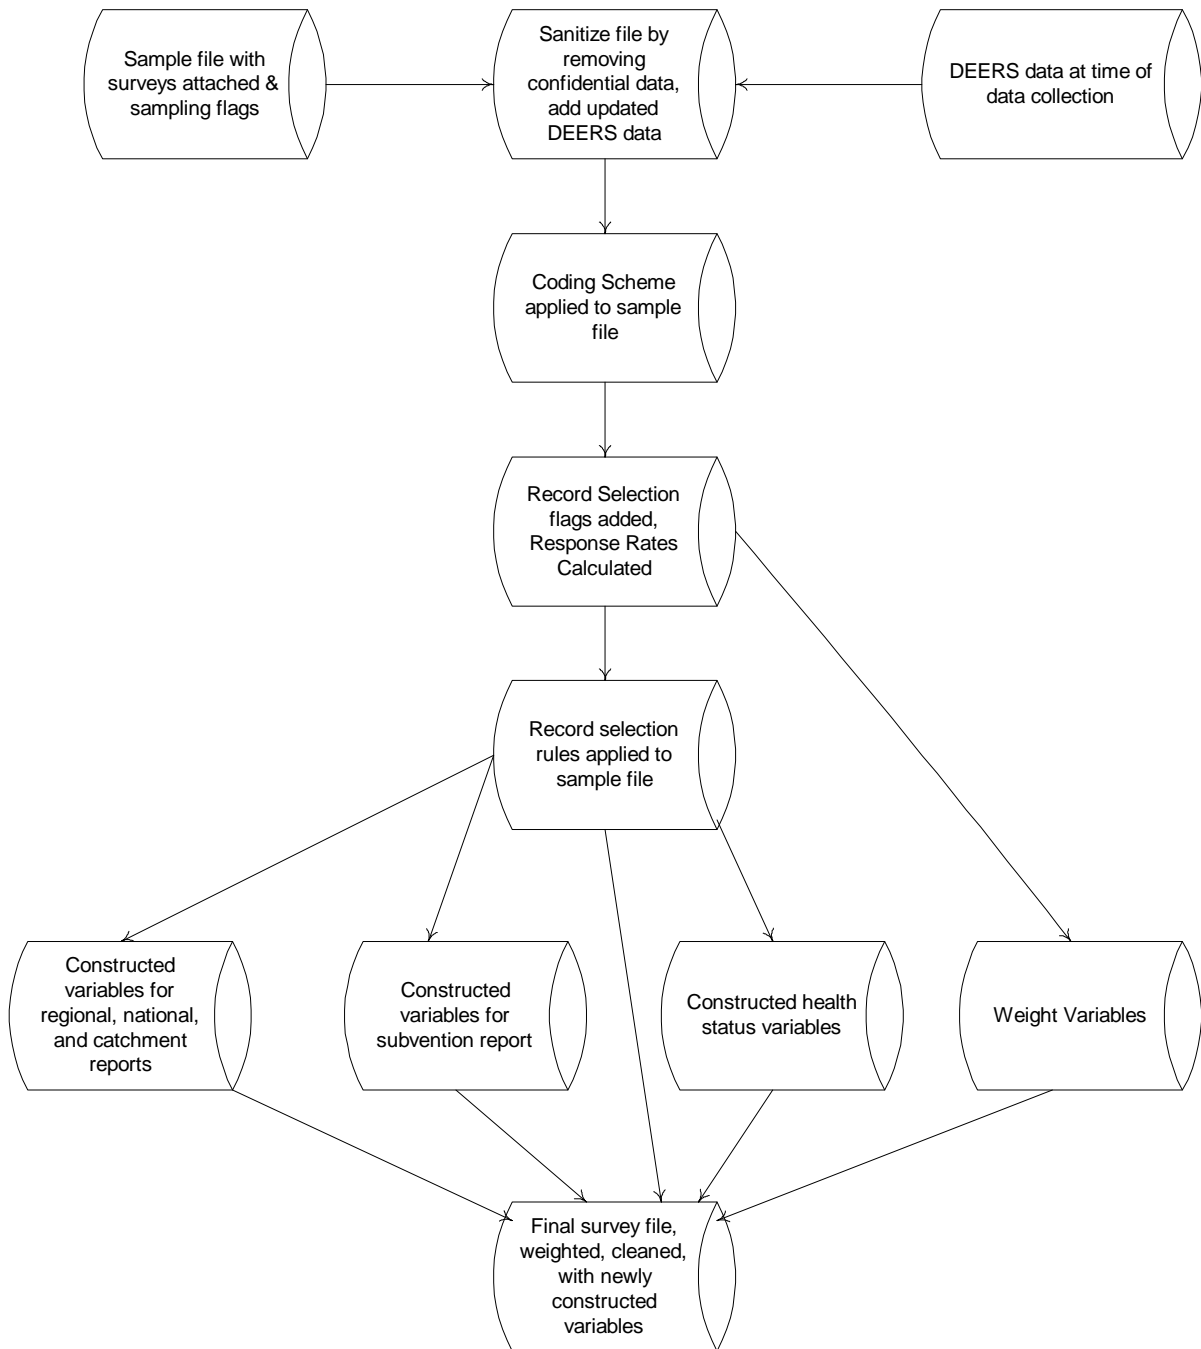 Sample file with
surveys attached &
sampling flags
Sanitize file by
removing
confidential data,
add updated
DEERS data
DEERS data at time of
data collection
Coding Scheme
applied to sample
file
Record Selection
flags added,
Response Rates
Calculated
Record selection
rules applied to
sample file
Constructed
variables for
regional, national,
and catchment
reports
Constructed
variables for
subvention report
Constructed health
status variables
Weight Variables
Final survey file,
weighted, cleaned,
with newly
constructed
variables